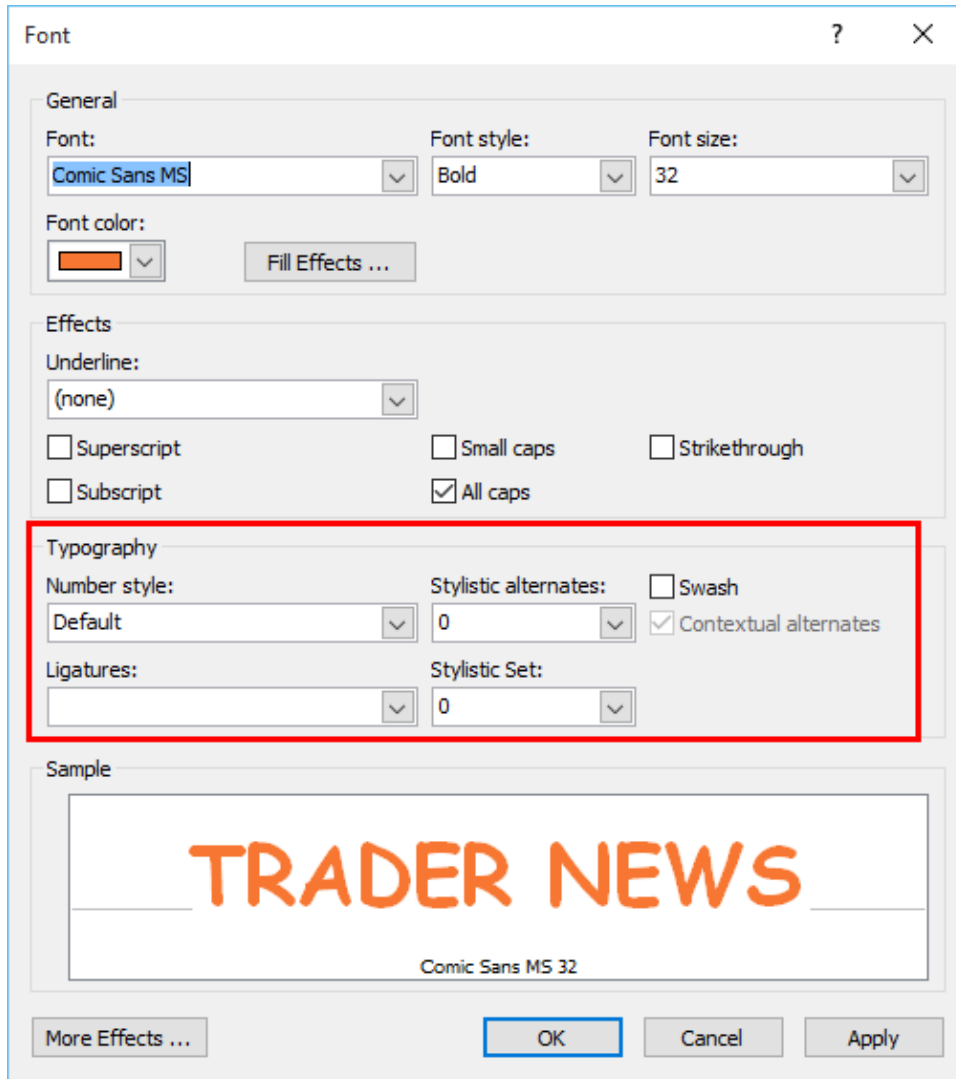 Font ?
General
Font: Font style: Font size:
Comic Sans MS Bold 32
Font color:
Fill Effects ...
Effects
Underline:
(none)
Superscript Small caps Strikethrough
Subscript All caps
Typography
Number style: Stylistic alternates: Swash
Default 0 Contextual alternates
Ligatures: Stylistic Set:
0
Sample
TRADER NEWS
Comic Sans MS 32
More Effects ... OK Cancel Apply